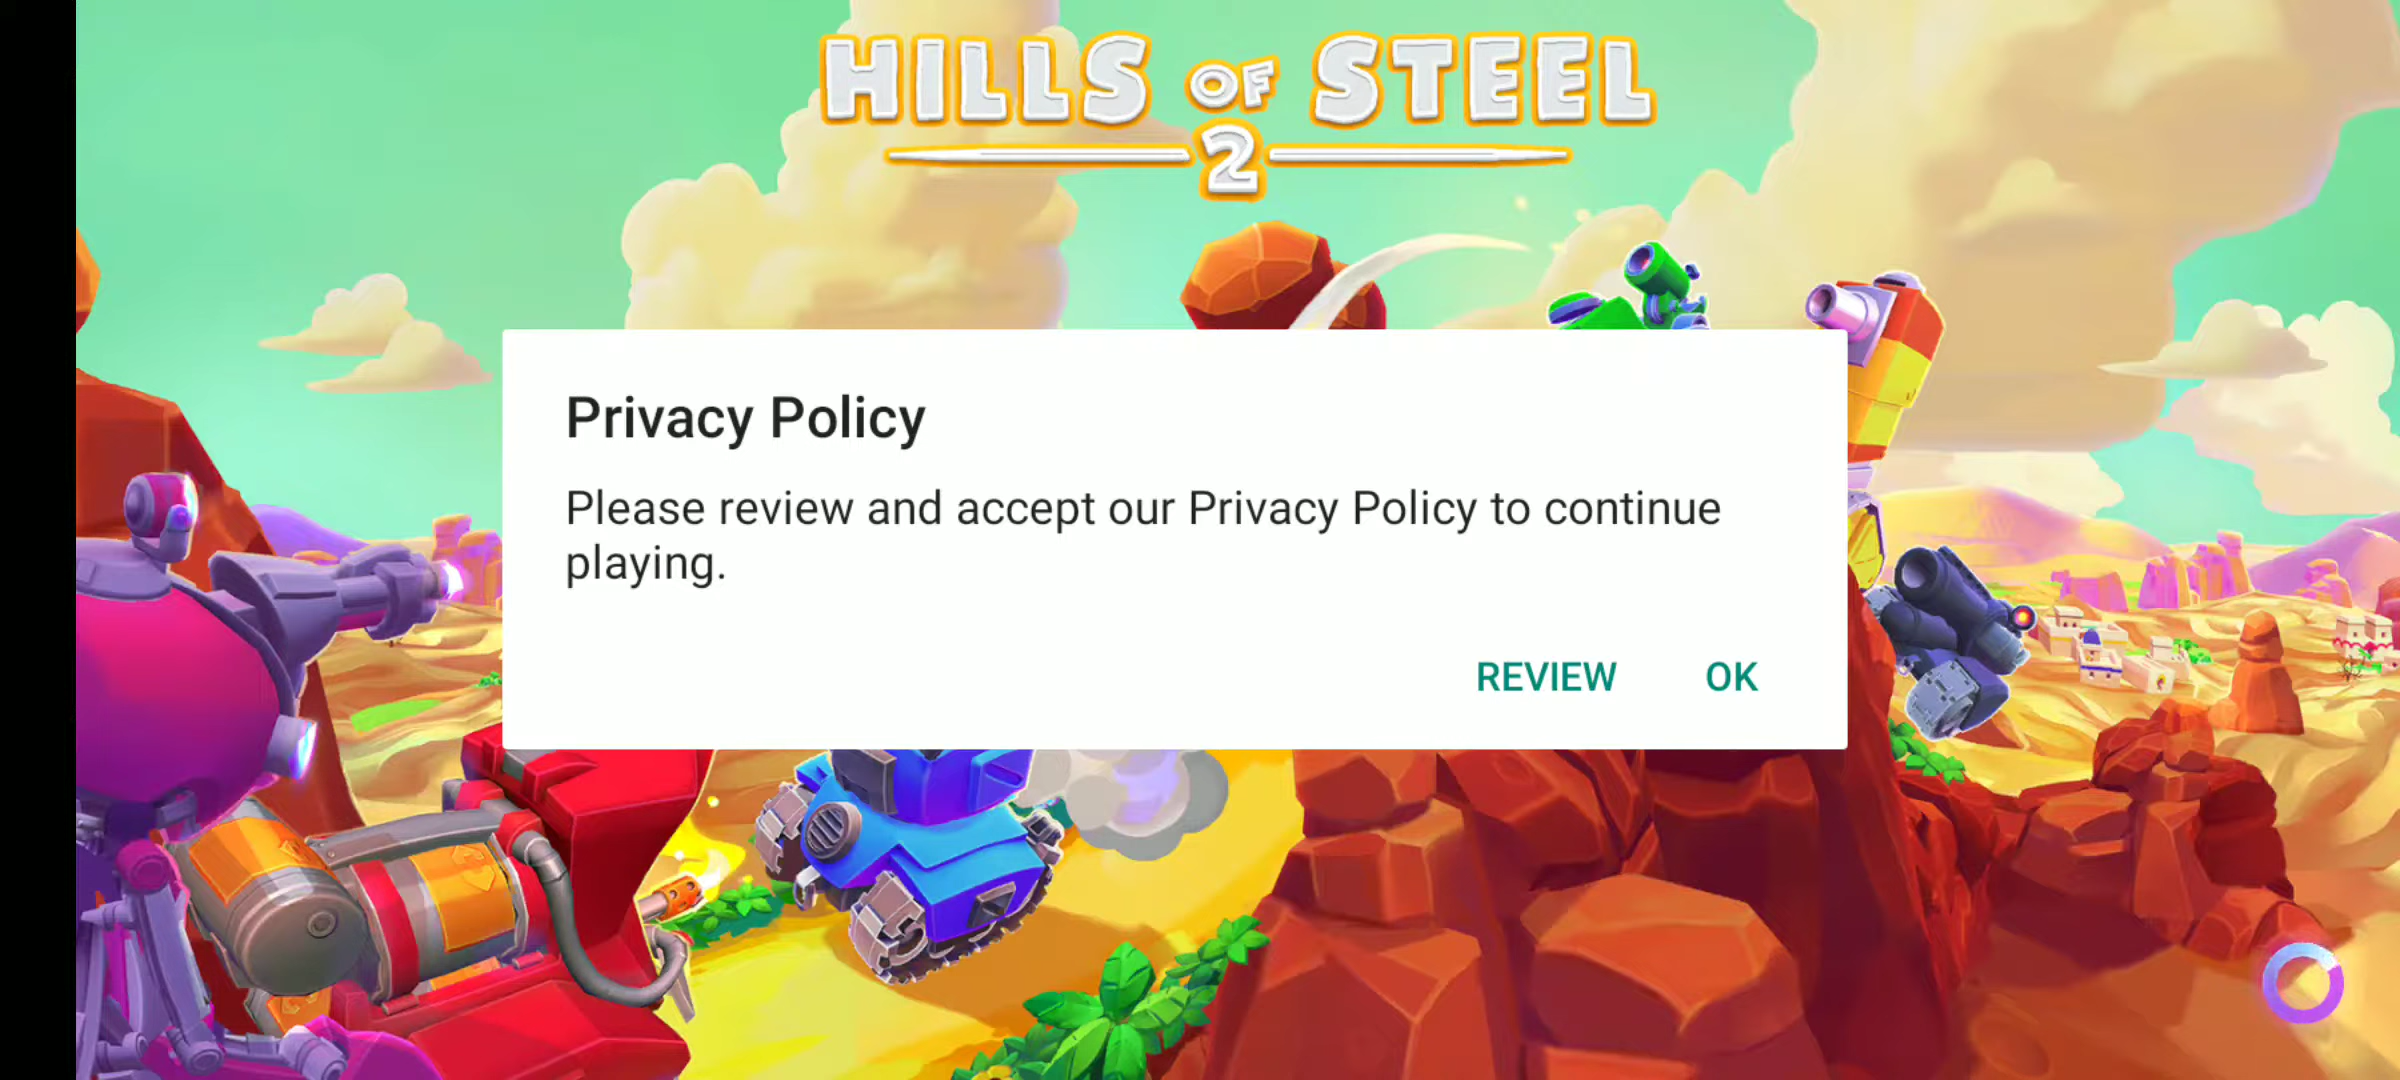 HILLS OF STEEL
2
Privacy Policy
Please review and accept our Privacy Policy to continue
playing.
REVIEW OK